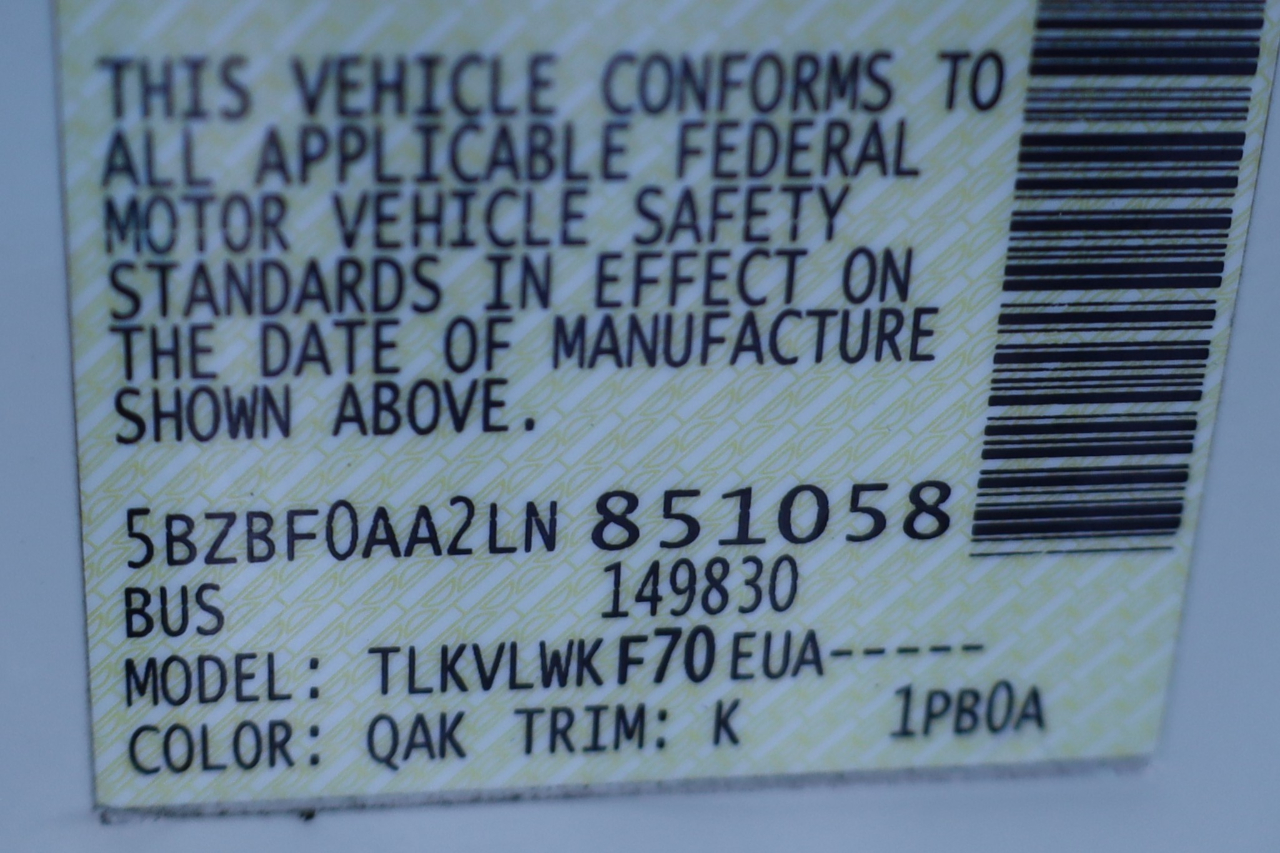 THIS VEHICLE CONFORMS TO
ALL APPLICABLE FEDERAL
MOTOR VEHICLE SAFETY
STANDARDS IN EFFECT ON
THE DATE OF MANUFACTURE
SHOWN ABOVE.
5BZBF0AA2LN 851058
BUS 149830
MODEL: TLKVLWK F70 EUA-----
COLOR: QAK TRIM: K 1PB0A